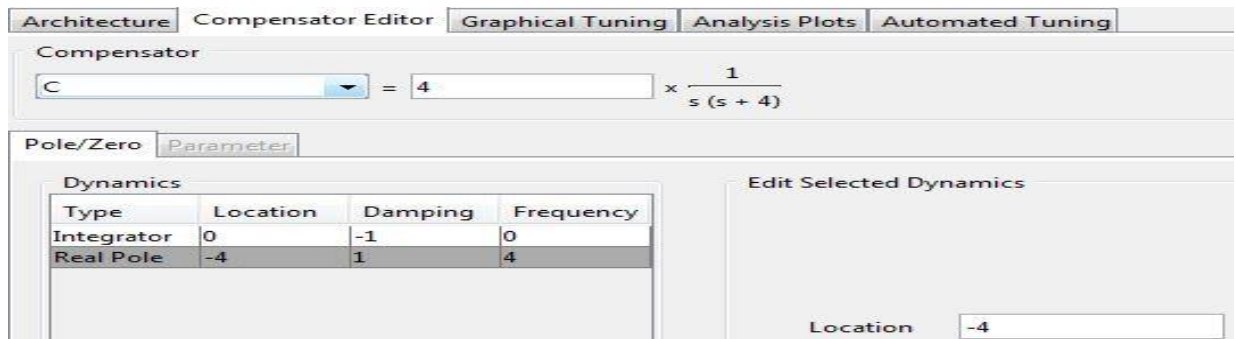 Architecture Compensator Editor Graphical Tuning Analysis Plots Automated Tuning
Compensator
C = 4 x 1
s (s + 4)
Pole/Zero Parameter
Dynamics
Type Location Damping Frequency
Integrator 0 -1 0
Real Pole -4 1 4
Edit Selected Dynamics
Location -4